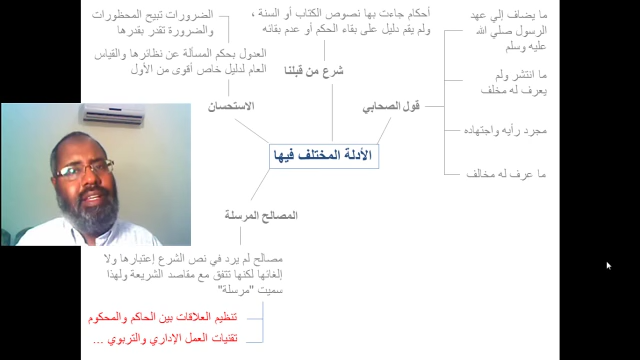 ما يضاف إلي عهد
الرسول صلي الله
عليه وسلم
ما انتشر ولم
يعرف له مخلف
مجرد رأيه واجتهاده
ما عرف له مخالف
قول الصحابي
أحكام جاءت بها نصوص الكتاب أو السنة ،
ولم يقم دليل على بقاء الحكم أو عدم بقائه
شرع من قبلنا
الضرورات تبيح المحظورات
والضرورة تقدر بقدرها
العدول بحكم المسألة عن نظائرها والقياس
العام لدليل خاص أقوى من الأول
الاستحسان
الأدلة المختلف فيها
المصالح المرسلة
مصالح لم يرد في نص الشرع إعتبارها ولا
إلغائها لكنها تتفق مع مقاصد الشريعة ولهذا
سميت "مرسلة"
تنظيم العلاقات بين الحاكم والمحكوم
تقنيات العمل الإداري والتربوي ...